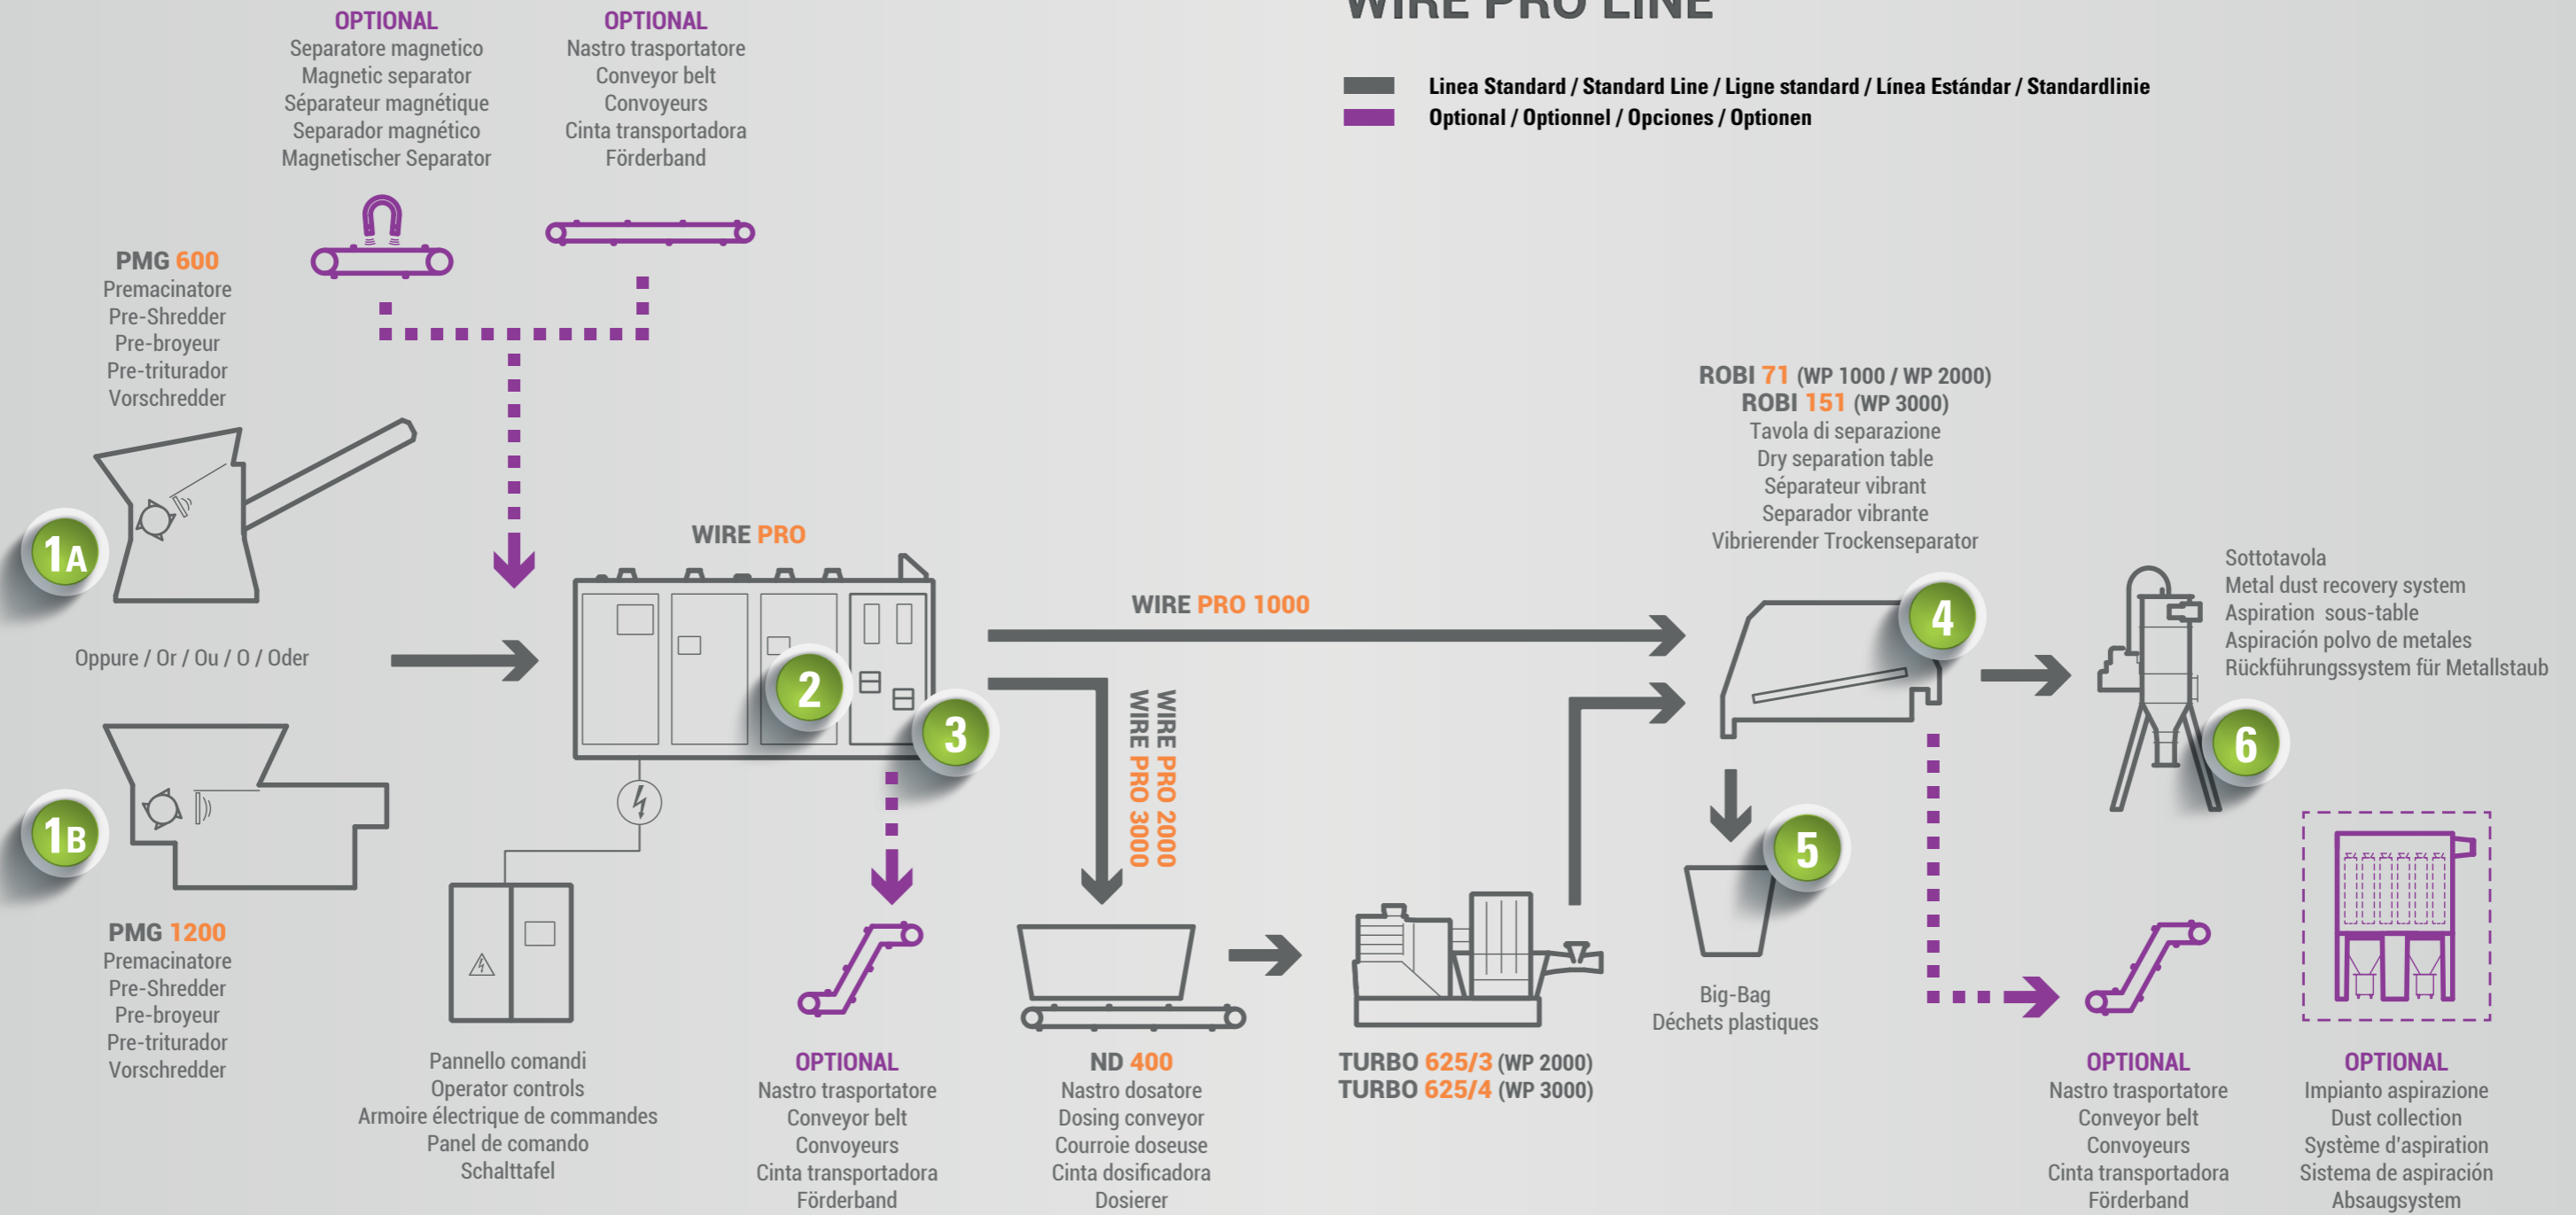 WIRE PRO LINE
Linea Standard / Standard Line / Ligne standard / Línea Estándar / Standardlinie
Optional / Optionnel / Opciones / Optionen
OPTIONAL
Separatore magnetico
Magnetic separator
Séparateur magnétique
Separador magnético
Magnetischer Separator
OPTIONAL
Nastro trasportatore
Conveyor belt
Convoyeurs
Cinta transportadora
Förderband
PMG 600
Premacinatore
Pre-Shredder
Pre-broyeur
Pre-triturador
Vorschredder
1A
Oppure / Or / Ou / O / Oder
1B
PMG 1200
Premacinatore
Pre-Shredder
Pre-broyeur
Pre-triturador
Vorschredder
WIRE PRO
2
3
Pannello comandi
Operator controls
Armoire électrique de commandes
Panel de comando
Schalttafel
OPTIONAL
Nastro trasportatore
Conveyor belt
Convoyeurs
Cinta transportadora
Förderband
WIRE PRO 1000
WIRE PRO 2000
WIRE PRO 3000
ND 400
Nastro dosatore
Dosing conveyor
Courroie doseuse
Cinta dosificadora
Dosierer
TURBO 625/3 (WP 2000)
TURBO 625/4 (WP 3000)
ROBI 71 (WP 1000 / WP 2000)
ROBI 151 (WP 3000)
Tavola di separazione
Dry separation table
Séparateur vibrant
Separador vibrante
Vibrierender Trockenseparator
4
5
Big-Bag
Déchets plastiques
Sottotavola
Metal dust recovery system
Aspiration sous-table
Aspiración polvo de metales
Rückführungssystem für Metallstaub
6
OPTIONAL
Nastro trasportatore
Conveyor belt
Convoyeurs
Cinta transportadora
Förderband
OPTIONAL
Impianto aspirazione
Dust collection
Système d'aspiration
Sistema de aspiración
Absaugsystem